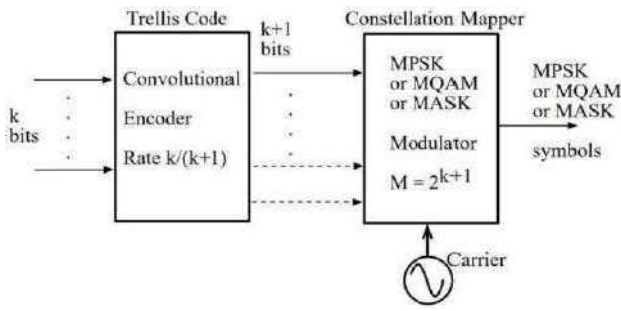 Trellis Code
Constellation Mapper
k
bits
Convolutional
Encoder
Rate k/(k+1)
k+1
bits
MPSK
or MQAM
or MASK
Modulator
M = 2^{k+1}
MPSK
or MQAM
or MASK
symbols
Carrier